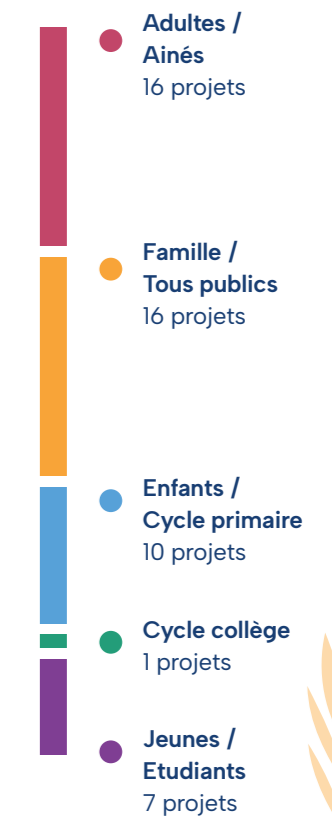 Adultes /
Ainés
16 projets
Famille /
Tous publics
16 projets
Enfants /
Cycle primaire
10 projets
Cycle collège
1 projets
Jeunes /
Etudiants
7 projets